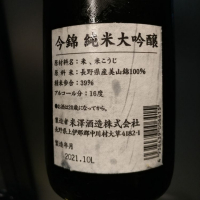 今錦 純米大吟醸
原材料名：米、米こうじ
原料米：長野県産美山錦100%
精米歩合：39%
アルコール分：16度
製造者 米澤酒造株式会社
長野県上伊那郡中川村大草4182-1
製造年月
2021.10L